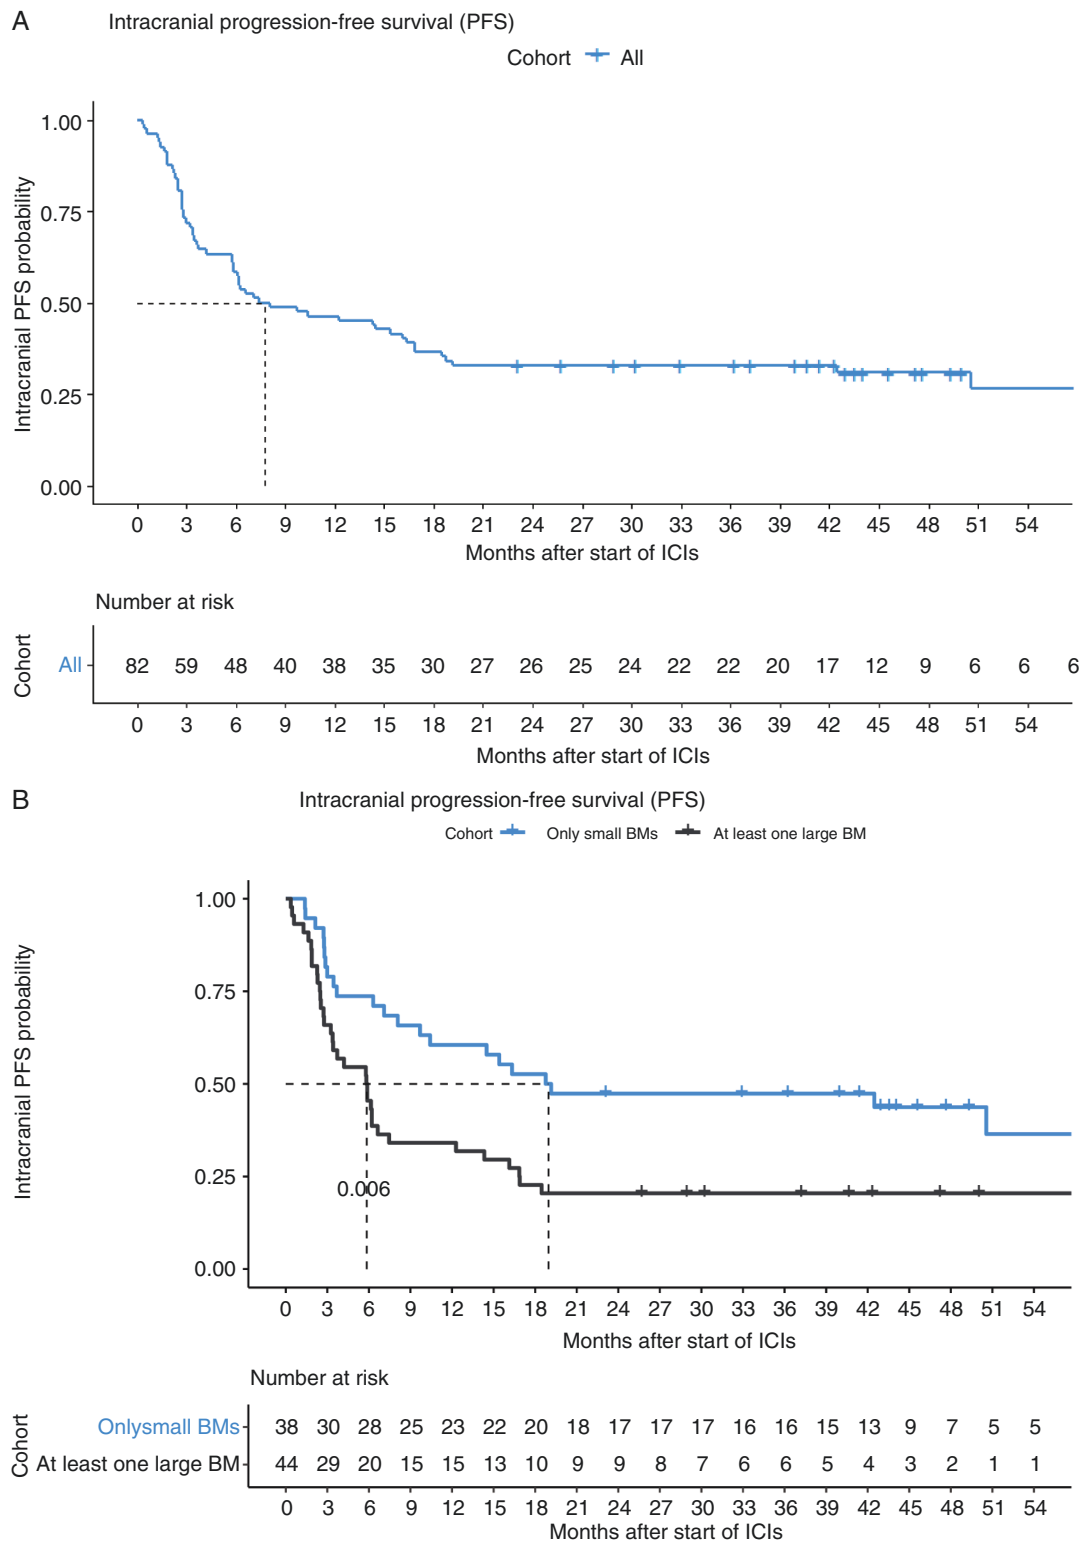 A
Intracranial progression-free survival (PFS)
Cohort All
Intracranial PFS probability
1.00
0.75
0.50
0.25
0.00
0 3 6 9 12 15 18 21 24 27 30 33 36 39 42 45 48 51 54
Months after start of ICIs
Number at risk
Cohort
All 82 59 48 40 38 35 30 27 26 25 24 22 22 20 17 12 9 6 6 6
0 3 6 9 12 15 18 21 24 27 30 33 36 39 42 45 48 51 54
Months after start of ICIs
B
Intracranial progression-free survival (PFS)
Cohort Only small BMs At least one large BM
Intracranial PFS probability
1.00
0.75
0.50
0.25
0.006
0.00
0 3 6 9 12 15 18 21 24 27 30 33 36 39 42 45 48 51 54
Months after start of ICIs
Number at risk
Cohort
Onlysmall BMs 38 30 28 25 23 22 20 18 17 17 17 16 16 15 13 9 7 5 5
At least one large BM 44 29 20 15 15 13 10 9 9 8 7 6 6 5 4 3 2 1 1
0 3 6 9 12 15 18 21 24 27 30 33 36 39 42 45 48 51 54
Months after start of ICIs